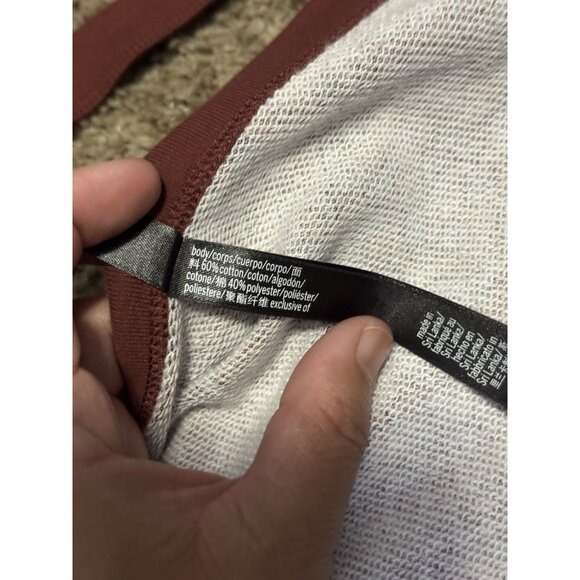 body/corps/cuerpo/corpo/面
料 60% cotton/coton/algodón/
cotone/棉 40% polyester/polièster/
poliestere/聚酯纤维 exclusive of
made in
Sri Lanka/
fabriqué au
Sri Lanka/
hecho en
Sri Lanka/
fabbricato in
Sri Lanka/